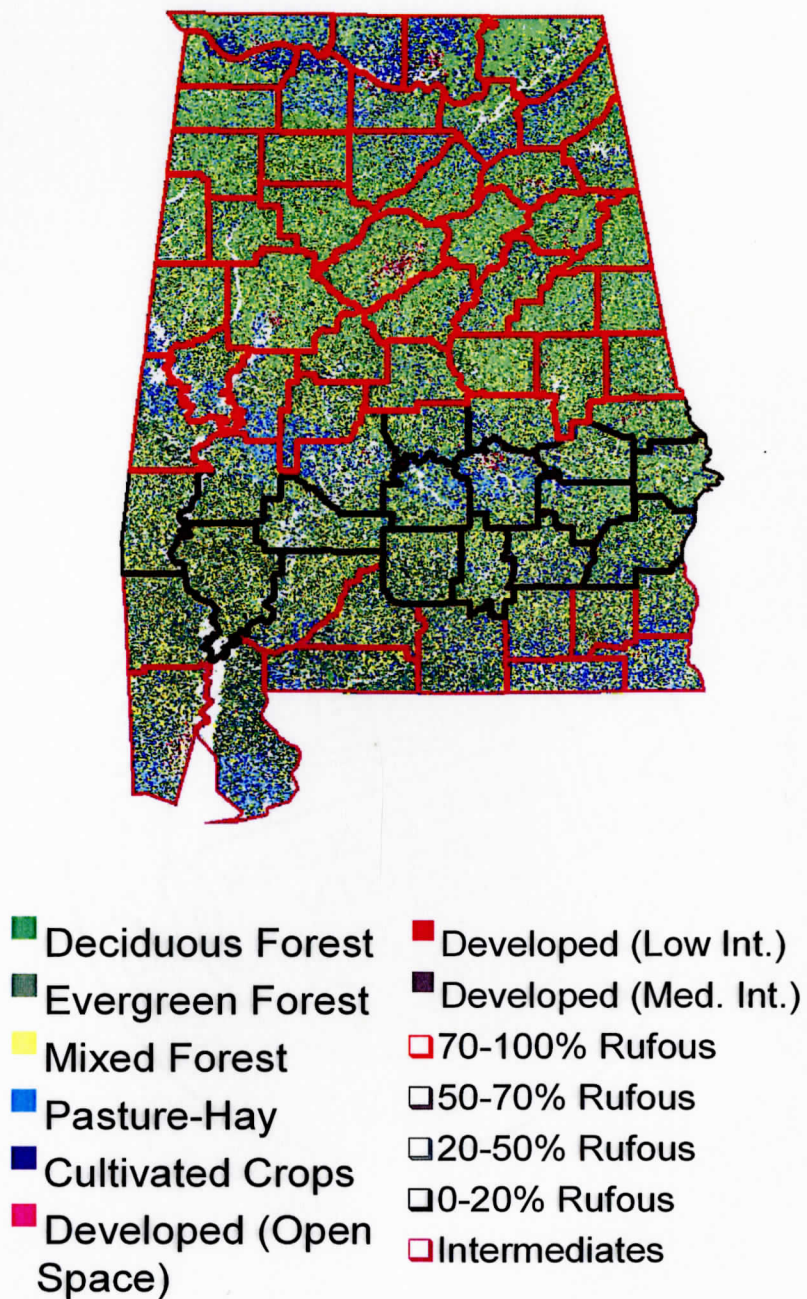 Deciduous Forest
Evergreen Forest
Mixed Forest
Pasture-Hay
Cultivated Crops
Developed (Open
Space)
Developed (Low Int.)
Developed (Med. Int.)
70-100% Rufous
50-70% Rufous
20-50% Rufous
0-20% Rufous
Intermediates